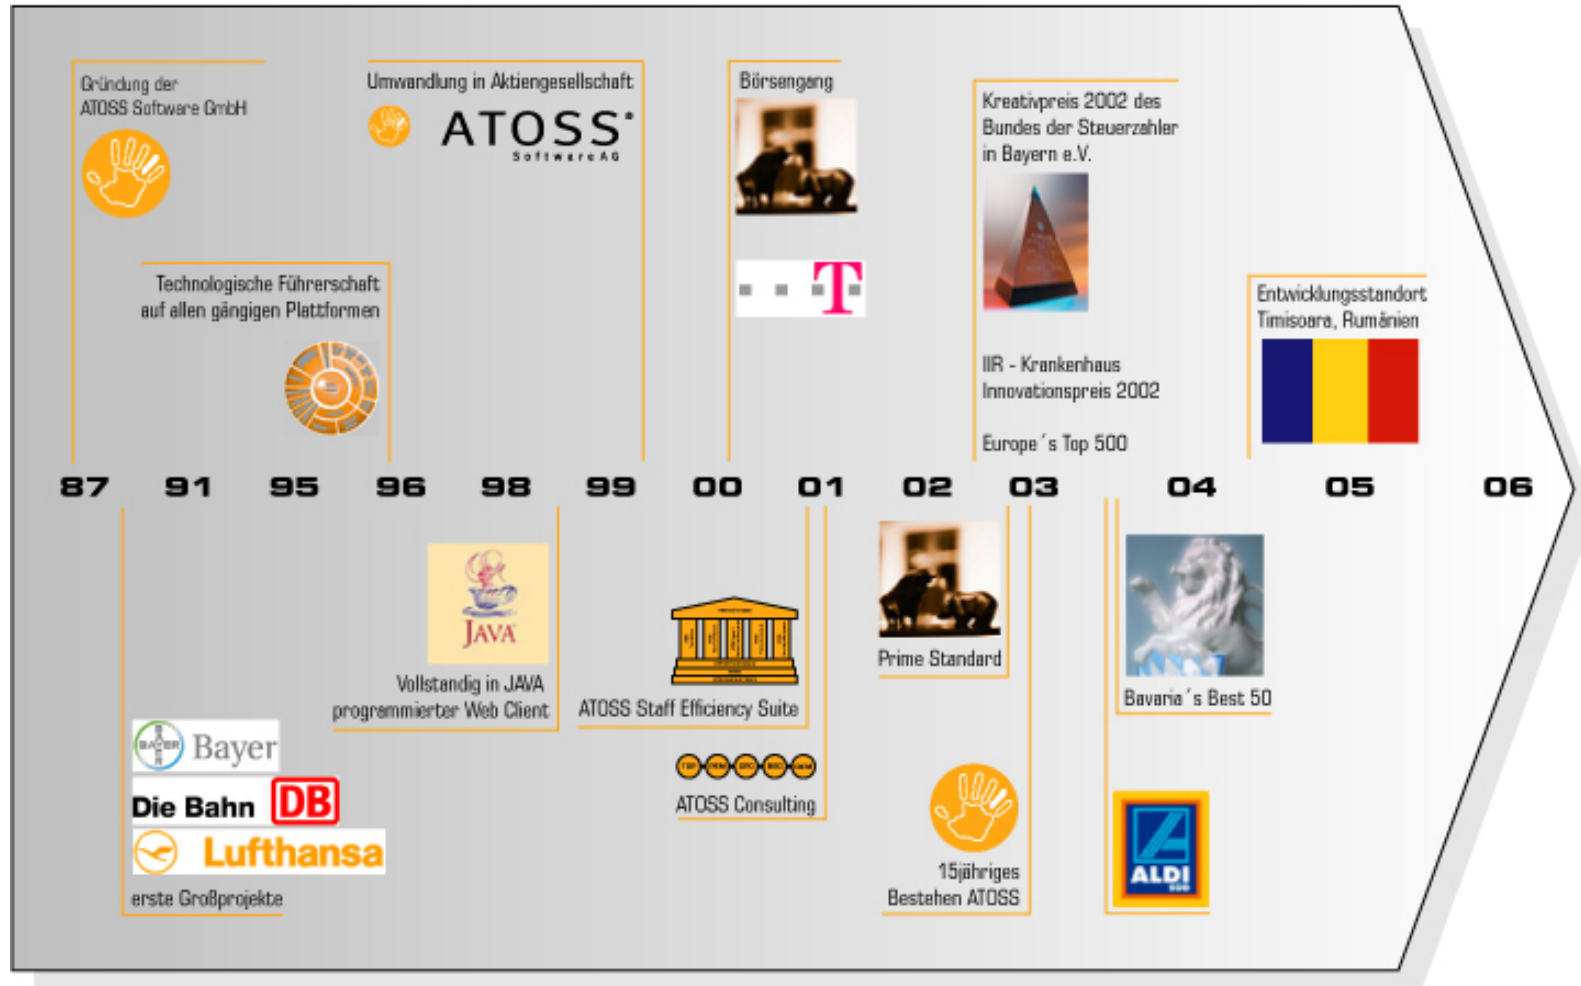 Gründung der
ATOSS Software GmbH
Umwandlung in Aktiengesellschaft
ATOSS®
Software AG
Börsengang
T
Kreativpreis 2002 des
Bundes der Steuerzahler
in Bayern e.V.
Technologische Führerschaft
auf allen gängigen Plattformen
Entwicklungsstandort
Timisoara, Rumänien
IIR - Krankenhaus
Innovationspreis 2002
Europe´s Top 500
87 91 95 96 98 99 00 01 02 03 04 05 06
JAVA
Vollstandig in JAVA
programmierter Web Client
ATOSS Staff Efficiency Suite
Prime Standard
Bavaria´s Best 50
BAYER
BAYER
Bayer
Die Bahn DB
Lufthansa
erste Großprojekte
ATOSS Consulting
15jähriges
Bestehen ATOSS
ALDI
SÜD